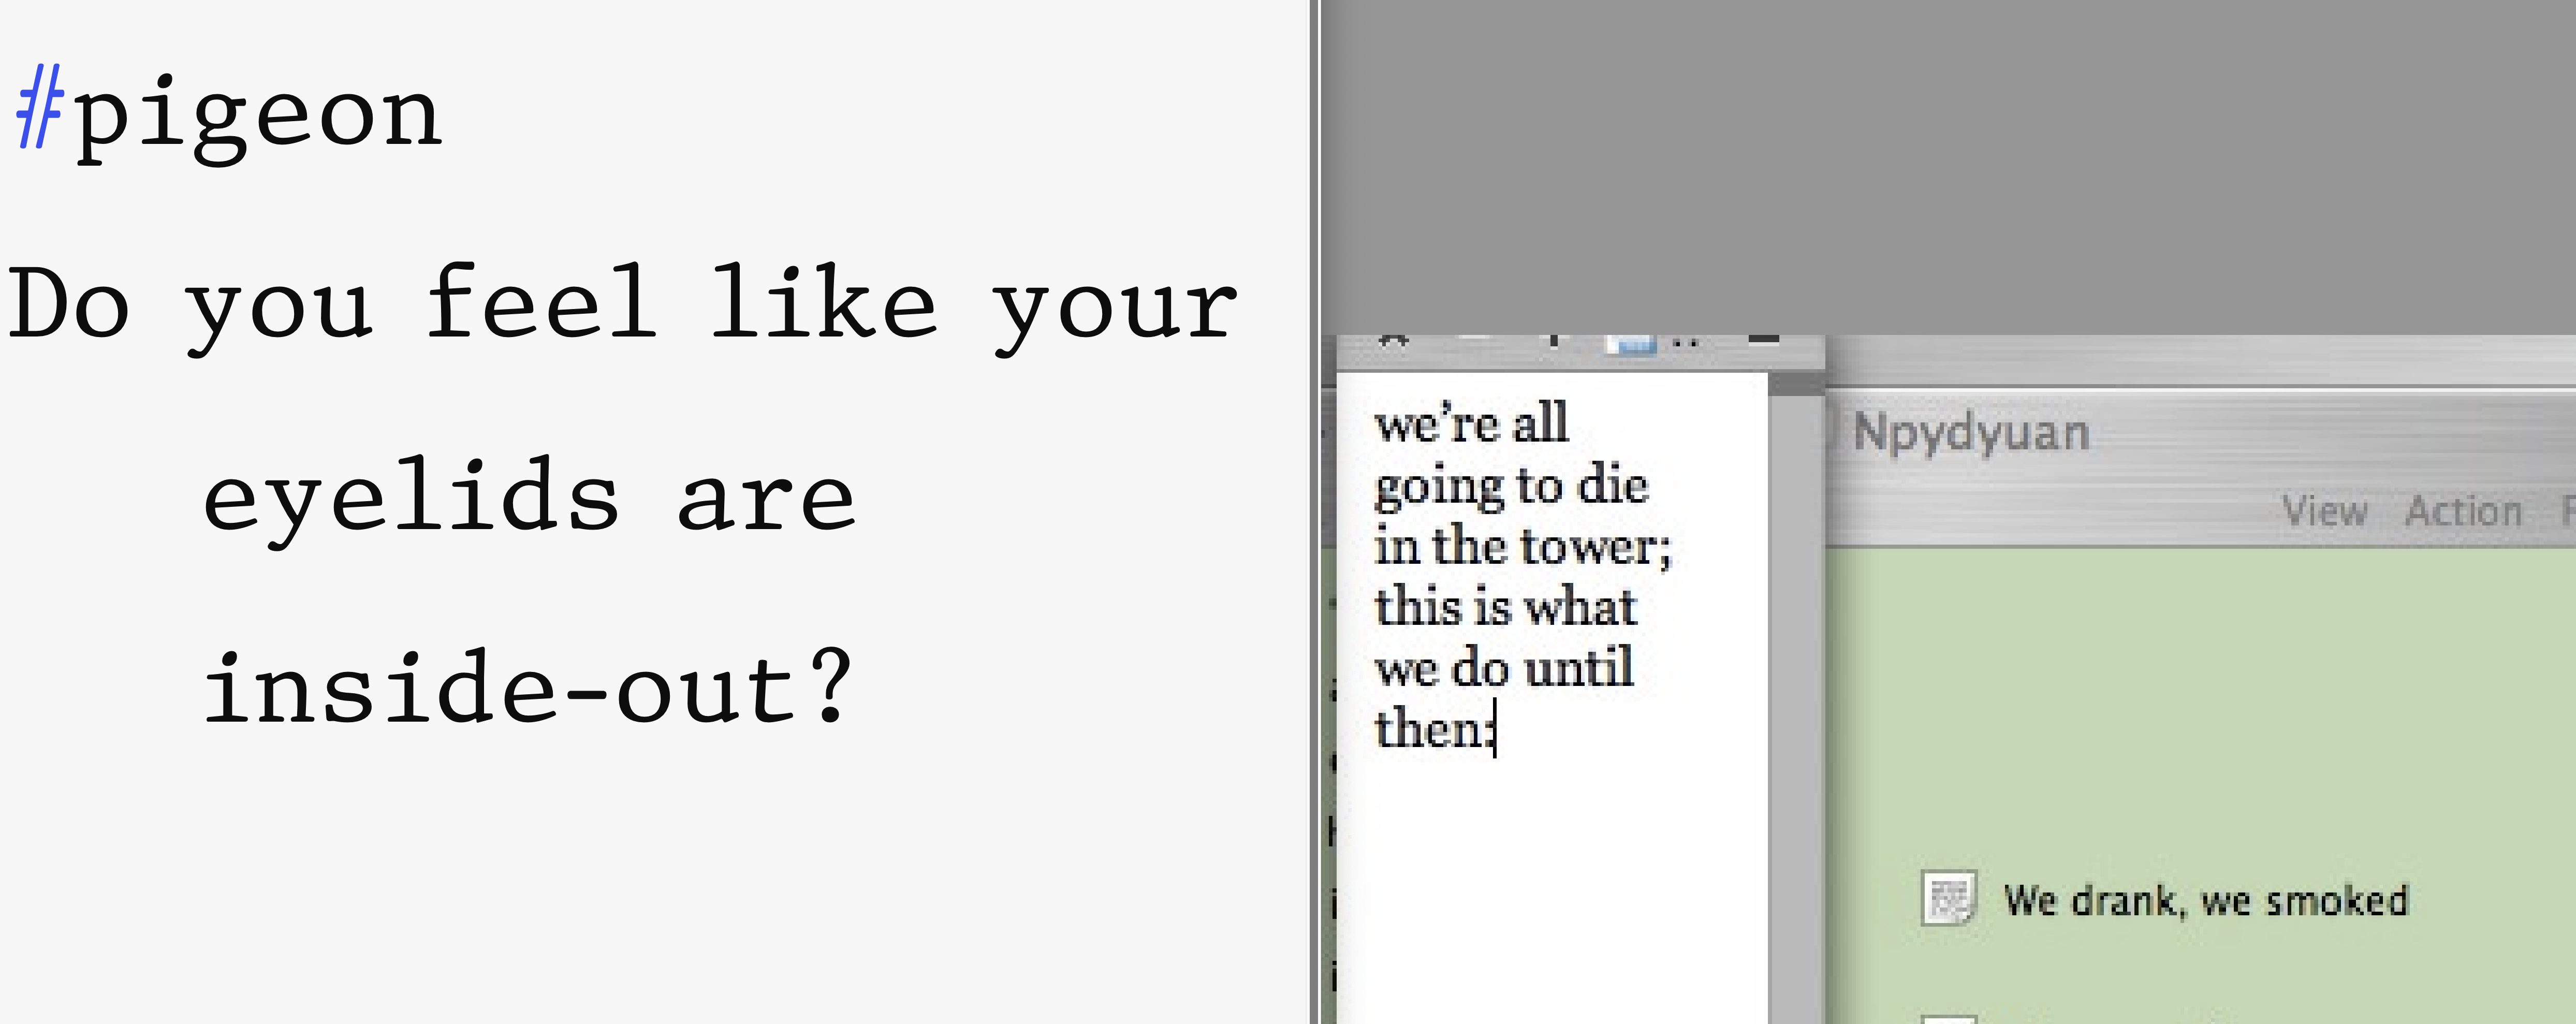 #pigeon
Do you feel like your
eyelids are
inside-out?
we’re all
going to die
in the tower;
this is what
we do until
then:
Npydyuan
View Action
We drank, we smoked